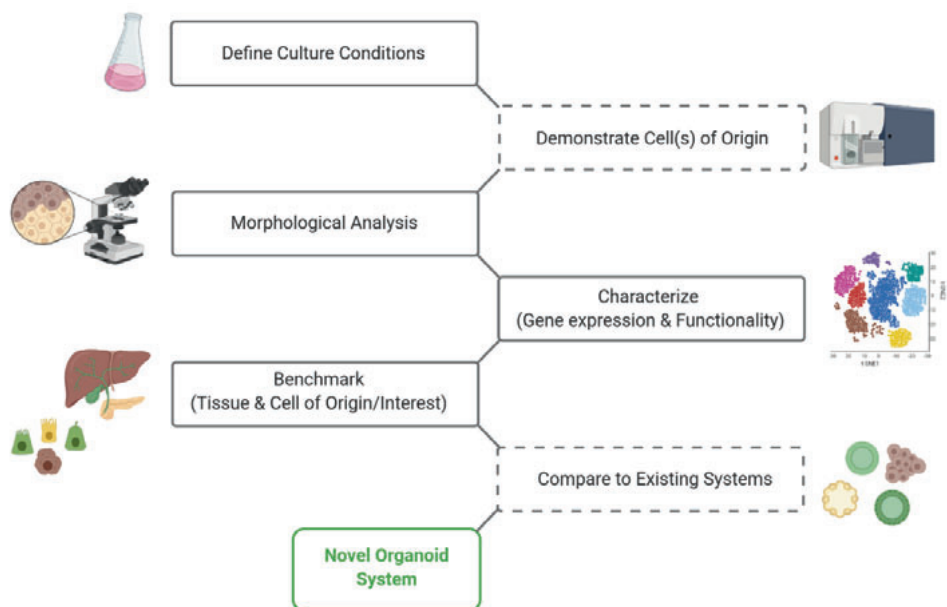 Define Culture Conditions
Demonstrate Cell(s) of Origin
Morphological Analysis
Characterize
(Gene expression & Functionality)
Benchmark
(Tissue & Cell of Origin/Interest)
Compare to Existing Systems
Novel Organoid
System